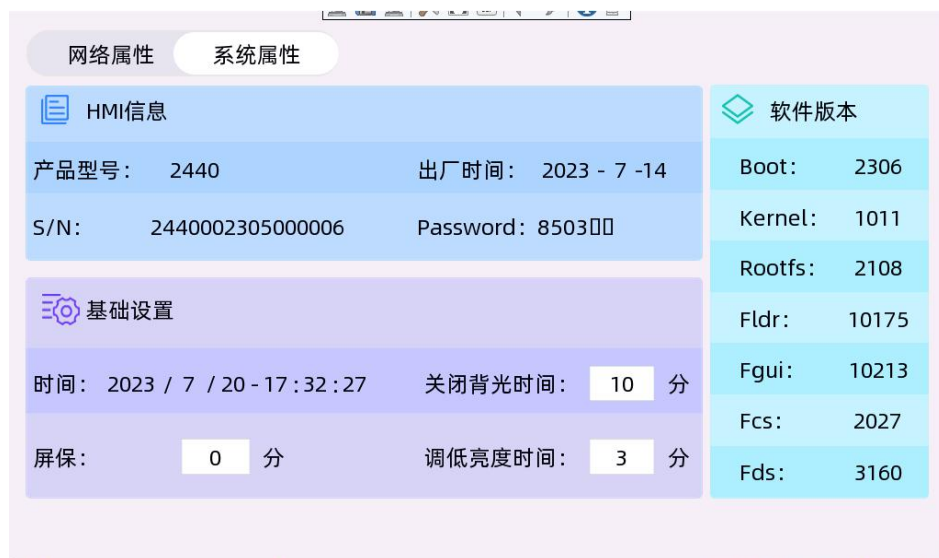 网络属性 系统属性
HMI信息
产品型号： 2440 出厂时间： 2023 - 7 -14
S/N： 2440002305000006 Password：8503▯▯
基础设置
时间： 2023 / 7 / 20 - 17 : 32 : 27 关闭背光时间： 10 分
屏保： 0 分 调低亮度时间： 3 分
软件版本
Boot： 2306
Kernel： 1011
Rootfs： 2108
Fldr： 10175
Fgui： 10213
Fcs： 2027
Fds： 3160